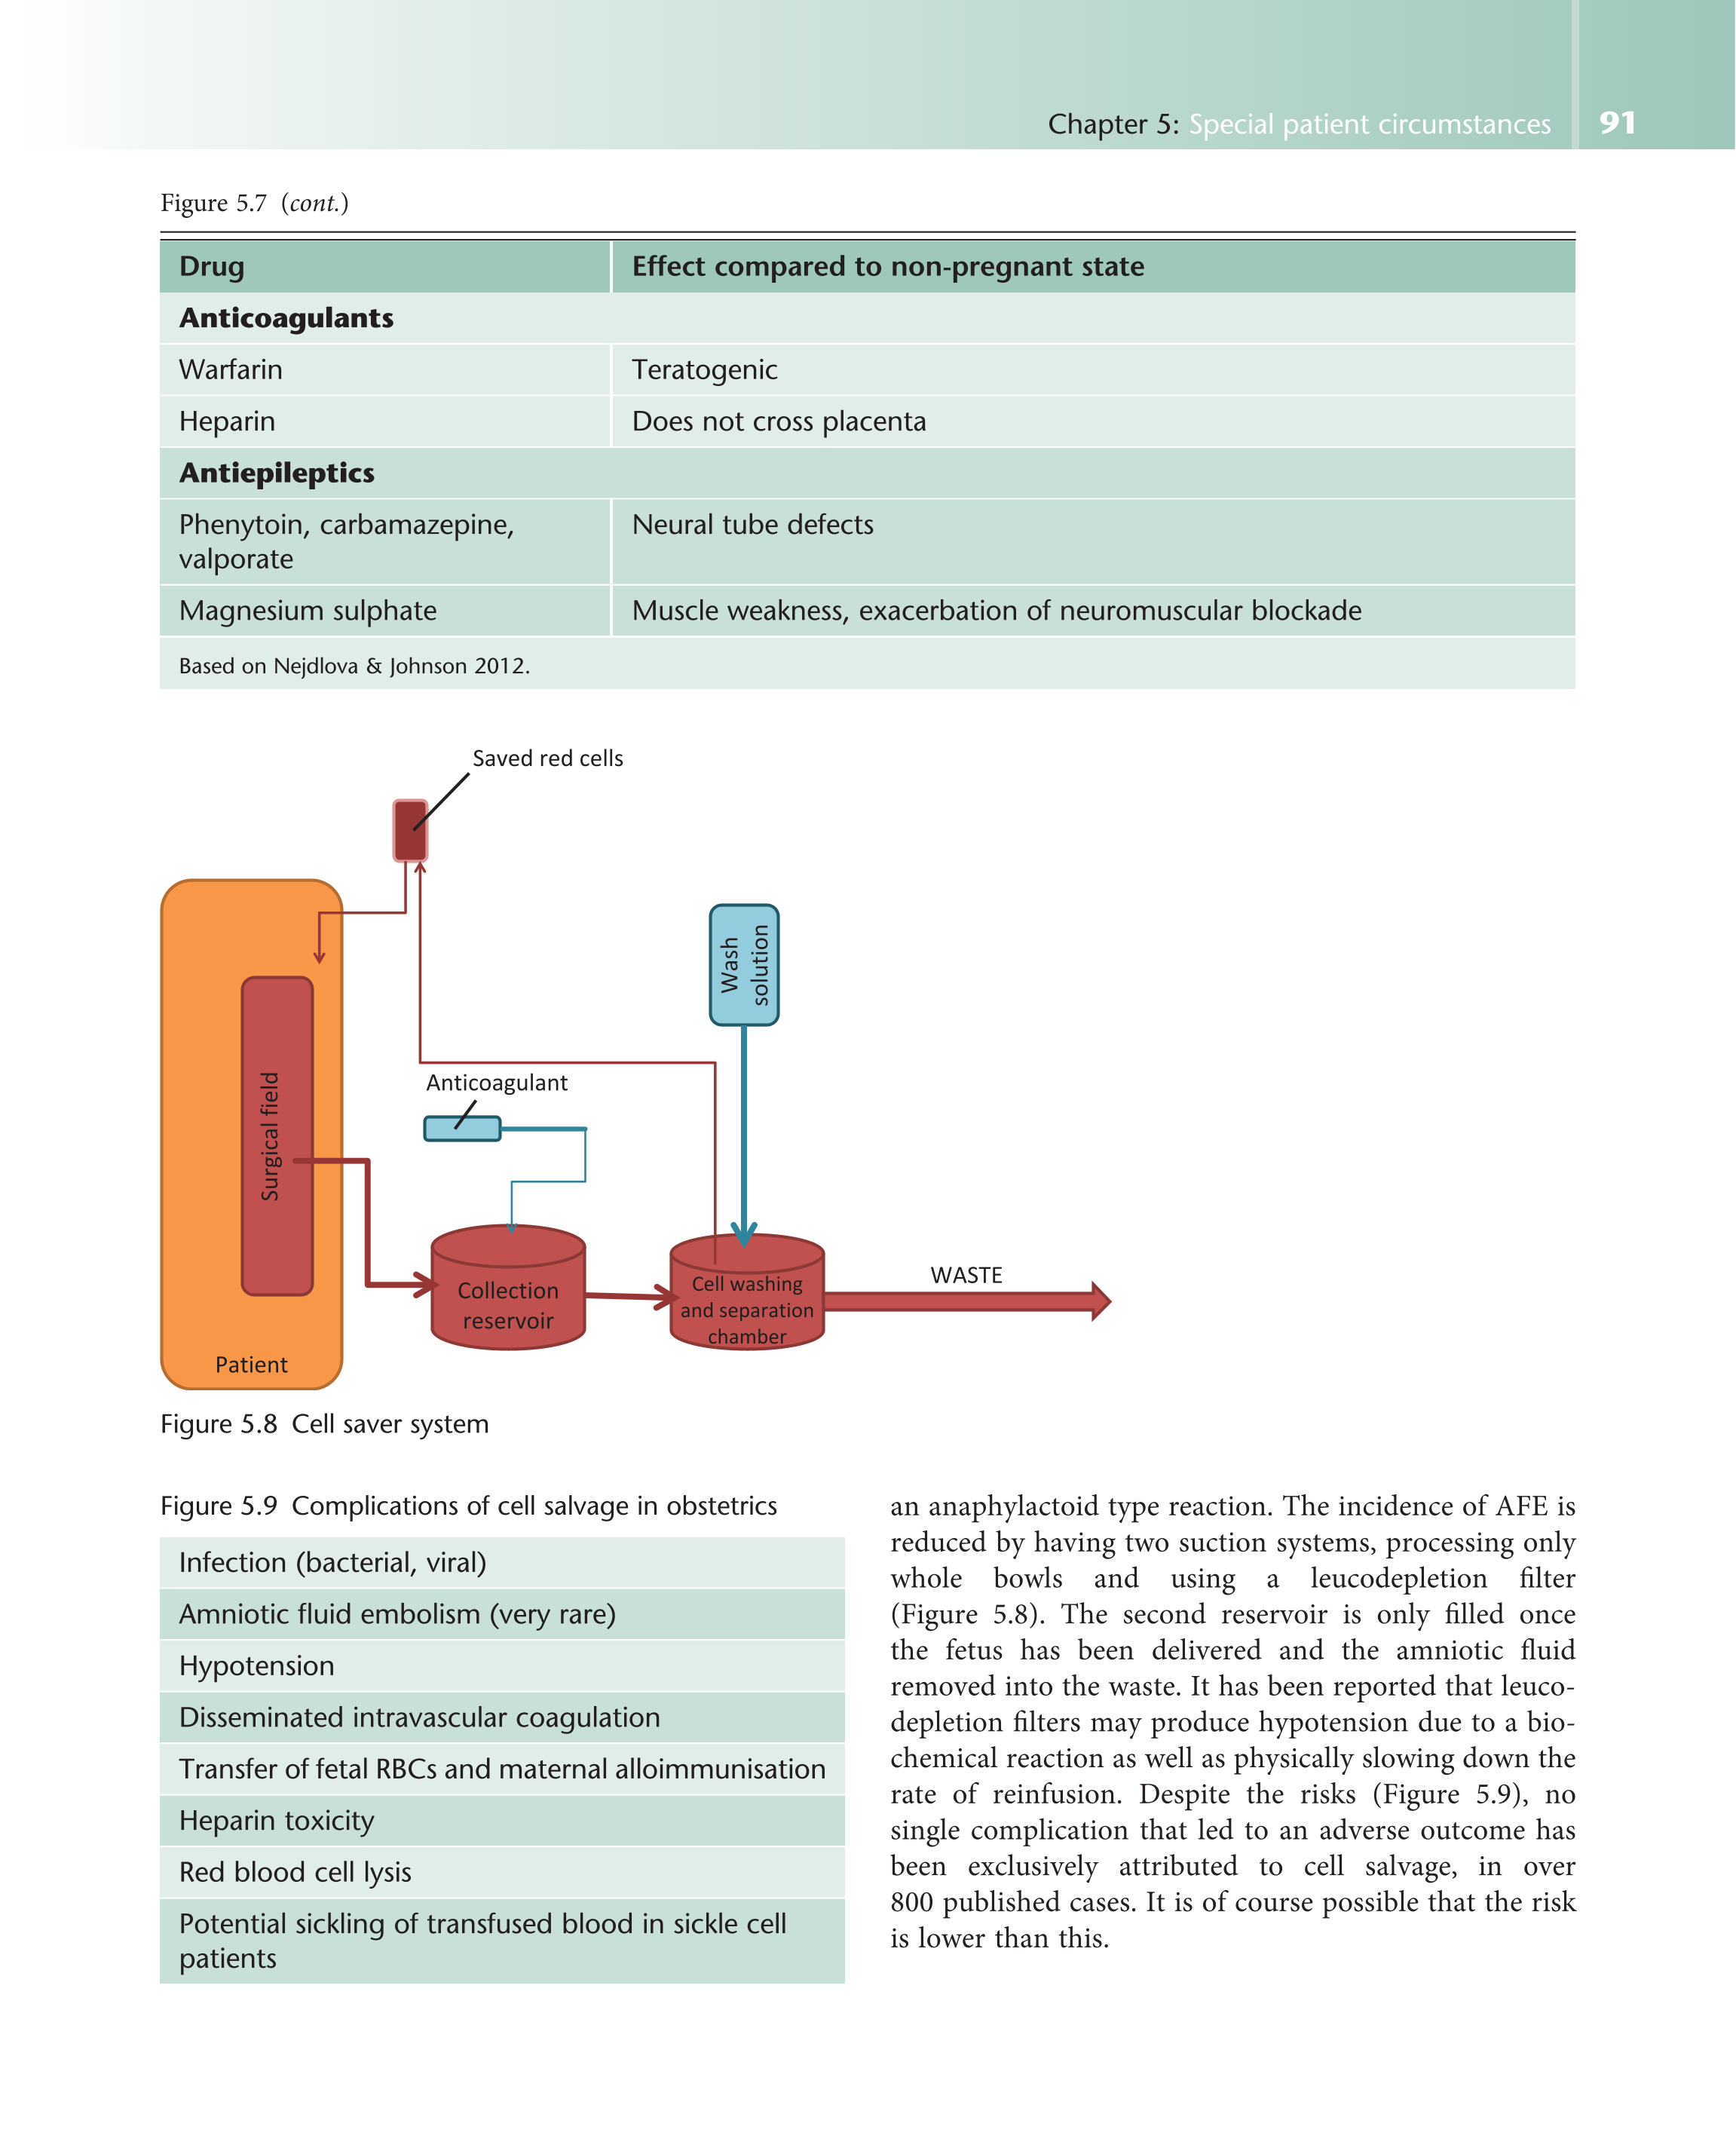 Chapter 5: Special patient circumstances 91
Figure 5.7 (cont.)
Drug Effect compared to non-pregnant state
Anticoagulants
Warfarin Teratogenic
Heparin Does not cross placenta
Antiepileptics
Phenytoin, carbamazepine, Neural tube defects
valporate
Magnesium sulphate Muscle weakness, exacerbation of neuromuscular blockade
Based on Nejdlova & Johnson 2012.
Saved red cells
Wash
solution
Anticoagulant
Surgical field
Collection
reservoir
Cell washing
and separation
chamber
WASTE
Patient
Figure 5.8 Cell saver system
Figure 5.9 Complications of cell salvage in obstetrics
Infection (bacterial, viral)
Amniotic fluid embolism (very rare)
Hypotension
Disseminated intravascular coagulation
Transfer of fetal RBCs and maternal alloimmunisation
Heparin toxicity
Red blood cell lysis
Potential sickling of transfused blood in sickle cell
patients
an anaphylactoid type reaction. The incidence of AFE is
reduced by having two suction systems, processing only
whole bowls and using a leucodepletion filter
(Figure 5.8). The second reservoir is only filled once
the fetus has been delivered and the amniotic fluid
removed into the waste. It has been reported that leuco-
depletion filters may produce hypotension due to a bio-
chemical reaction as well as physically slowing down the
rate of reinfusion. Despite the risks (Figure 5.9), no
single complication that led to an adverse outcome has
been exclusively attributed to cell salvage, in over
800 published cases. It is of course possible that the risk
is lower than this.